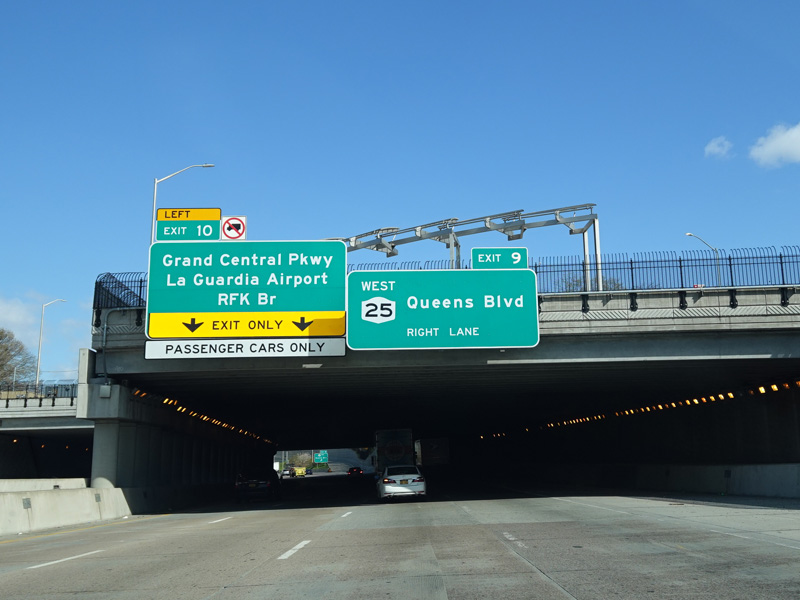 LEFT
EXIT 10
Grand Central Pkwy
La Guardia Airport
RFK Br
EXIT ONLY
PASSENGER CARS ONLY
EXIT 9
WEST
25 Queens Blvd
RIGHT LANE